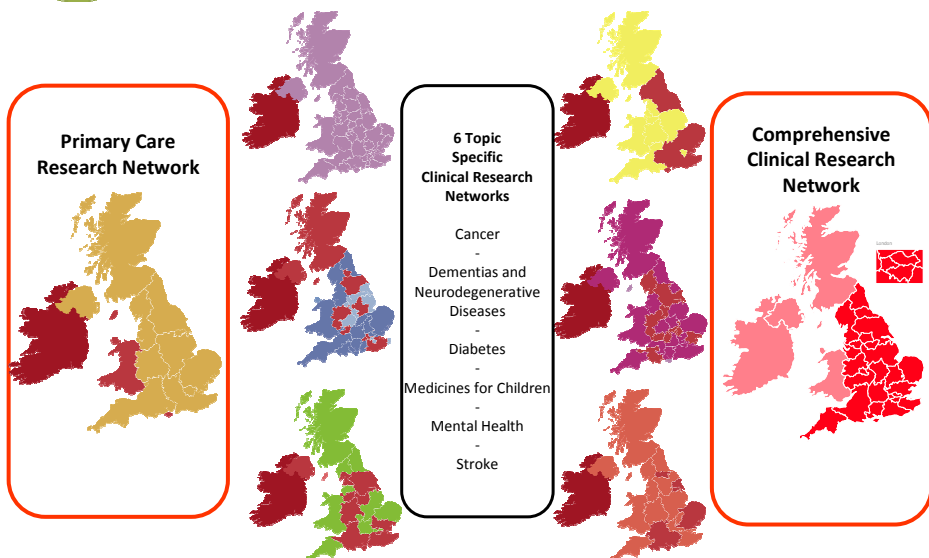 Primary Care
Research Network
6 Topic
Specific
Clinical Research
Networks
Cancer
-
Dementias and
Neurodegenerative
Diseases
-
Diabetes
-
Medicines for Children
-
Mental Health
-
Stroke
Comprehensive
Clinical Research
Network
London